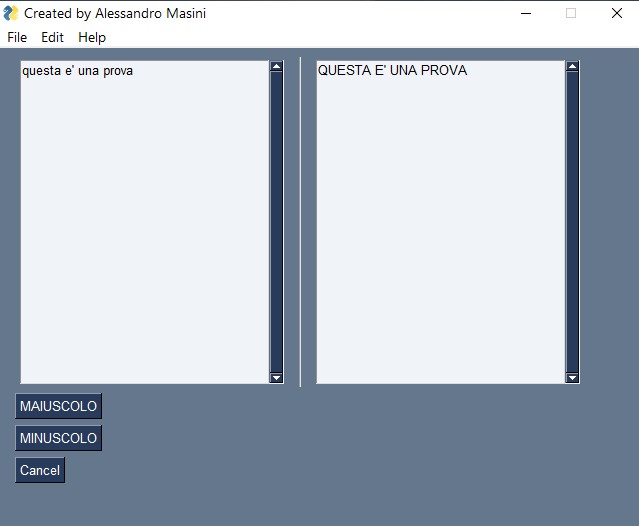 Created by Alessandro Masini
File Edit Help
questa e' una prova
QUESTA E' UNA PROVA
MAIUSCOLO
MINUSCOLO
Cancel